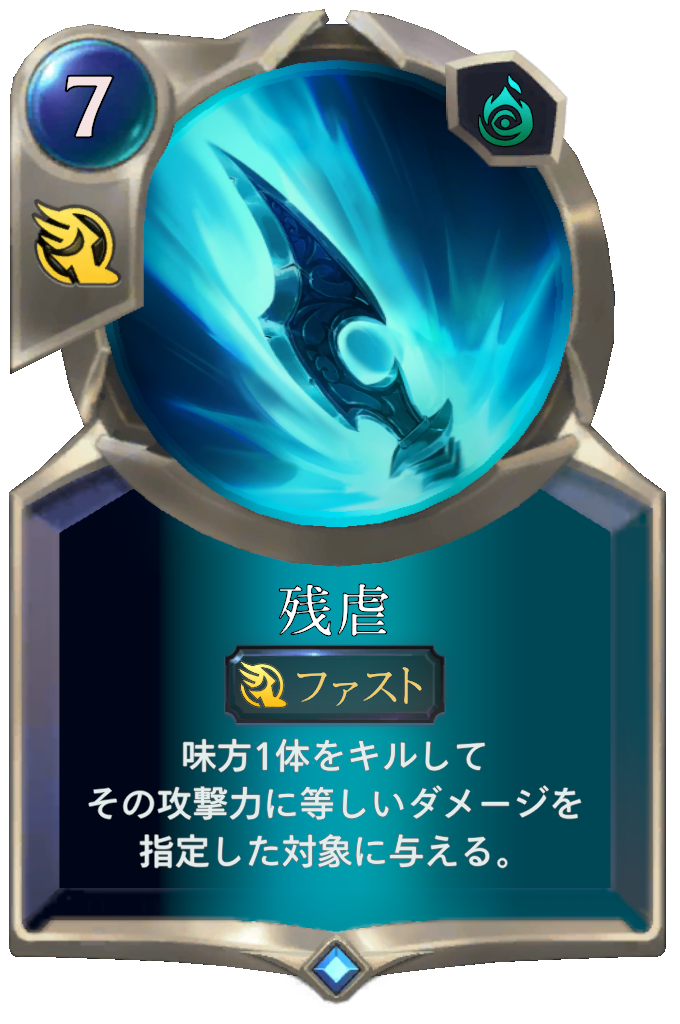 7
残虐
ファスト
味方1体をキルして
その攻撃力に等しいダメージを
指定した対象に与える。